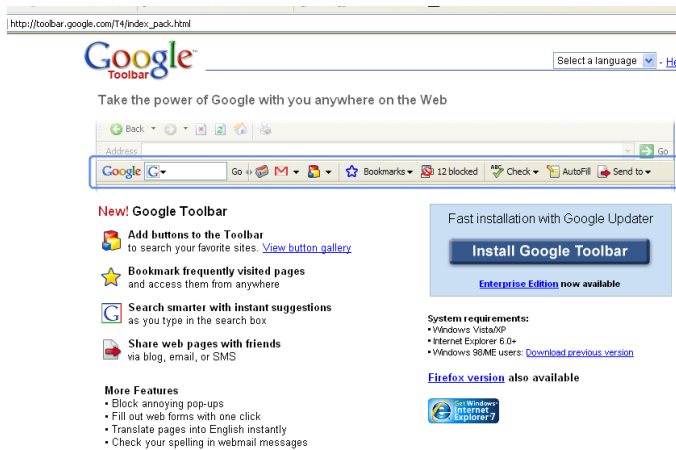 http://toolbar.google.com/T4/index_pack.html
Google™
Toolbar
Select a language - He
Take the power of Google with you anywhere on the Web
Back
Address Go
Google G Go Bookmarks 12 blocked ABC Check AutoFill Send to
New! Google Toolbar
Add buttons to the Toolbar
to search your favorite sites. View button gallery
Bookmark frequently visited pages
and access them from anywhere
G Search smarter with instant suggestions
as you type in the search box
Share web pages with friends
via blog, email, or SMS
More Features
• Block annoying pop-ups
• Fill out web forms with one click
• Translate pages into English instantly
• Check your spelling in webmail messages
Fast installation with Google Updater
Install Google Toolbar
Enterprise Edition now available
System requirements:
• Windows Vista/XP
• Internet Explorer 6.0+
• Windows 98/ME users: Download previous version
Firefox version also available
Get Windows
Internet
Explorer7